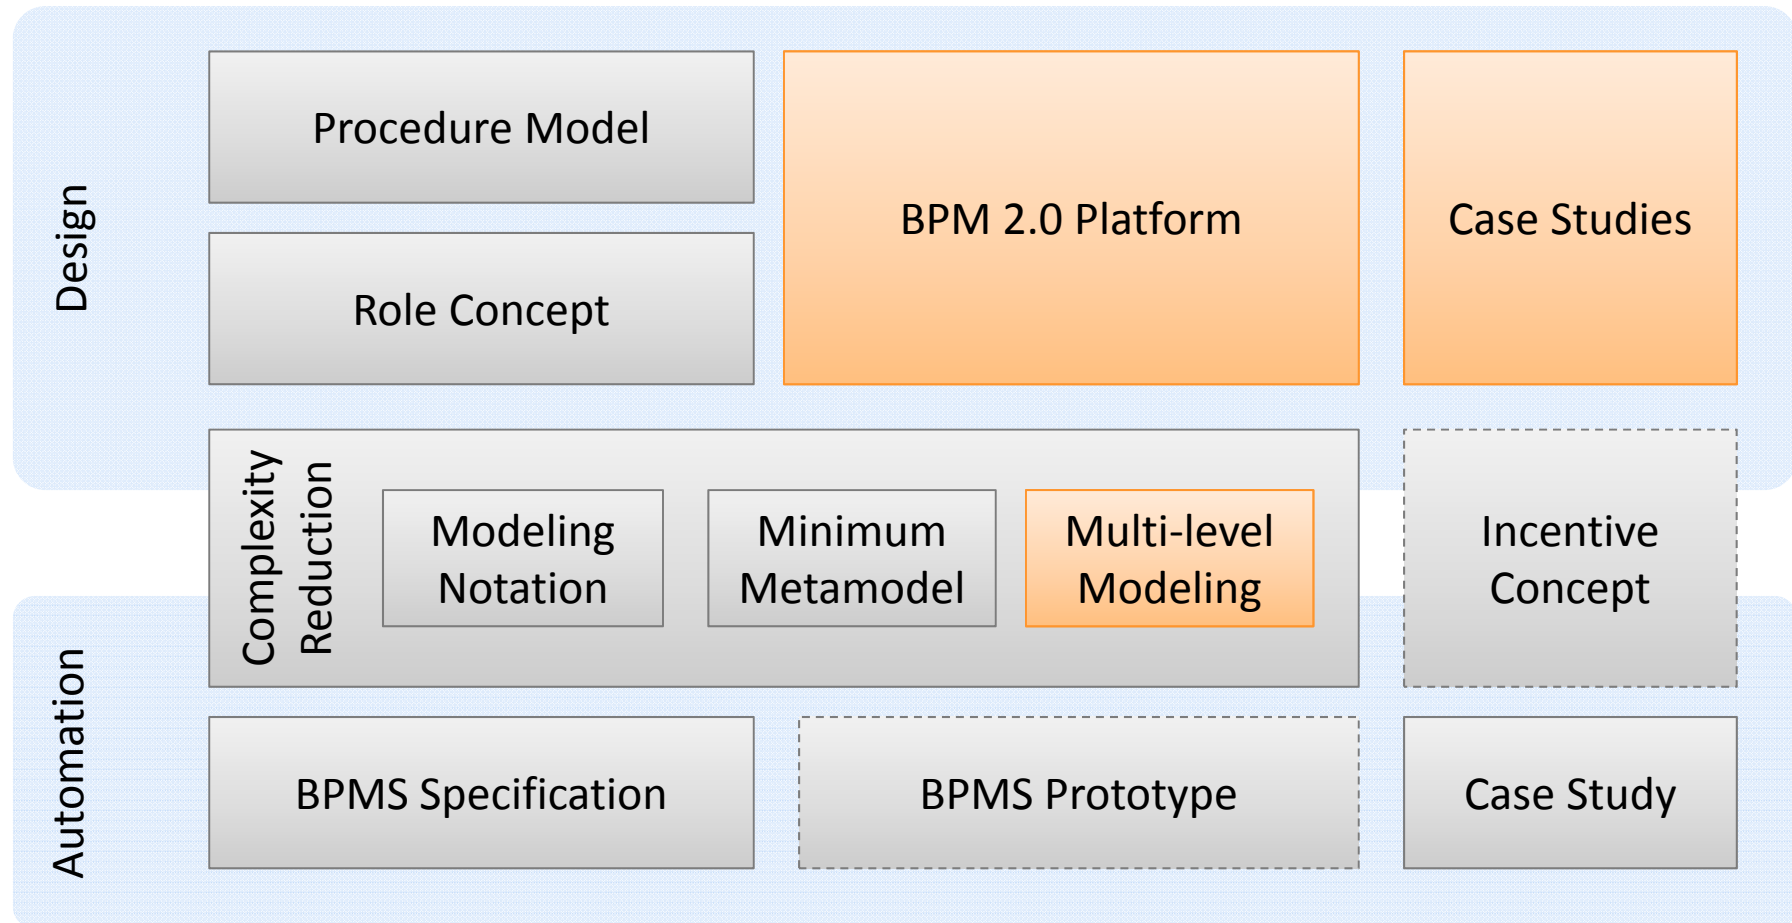 Design
Procedure Model
Role Concept
BPM 2.0 Platform
Case Studies
Complexity
Reduction
Modeling
Notation
Minimum
Metamodel
Multi-level
Modeling
Incentive
Concept
Automation
BPMS Specification
BPMS Prototype
Case Study